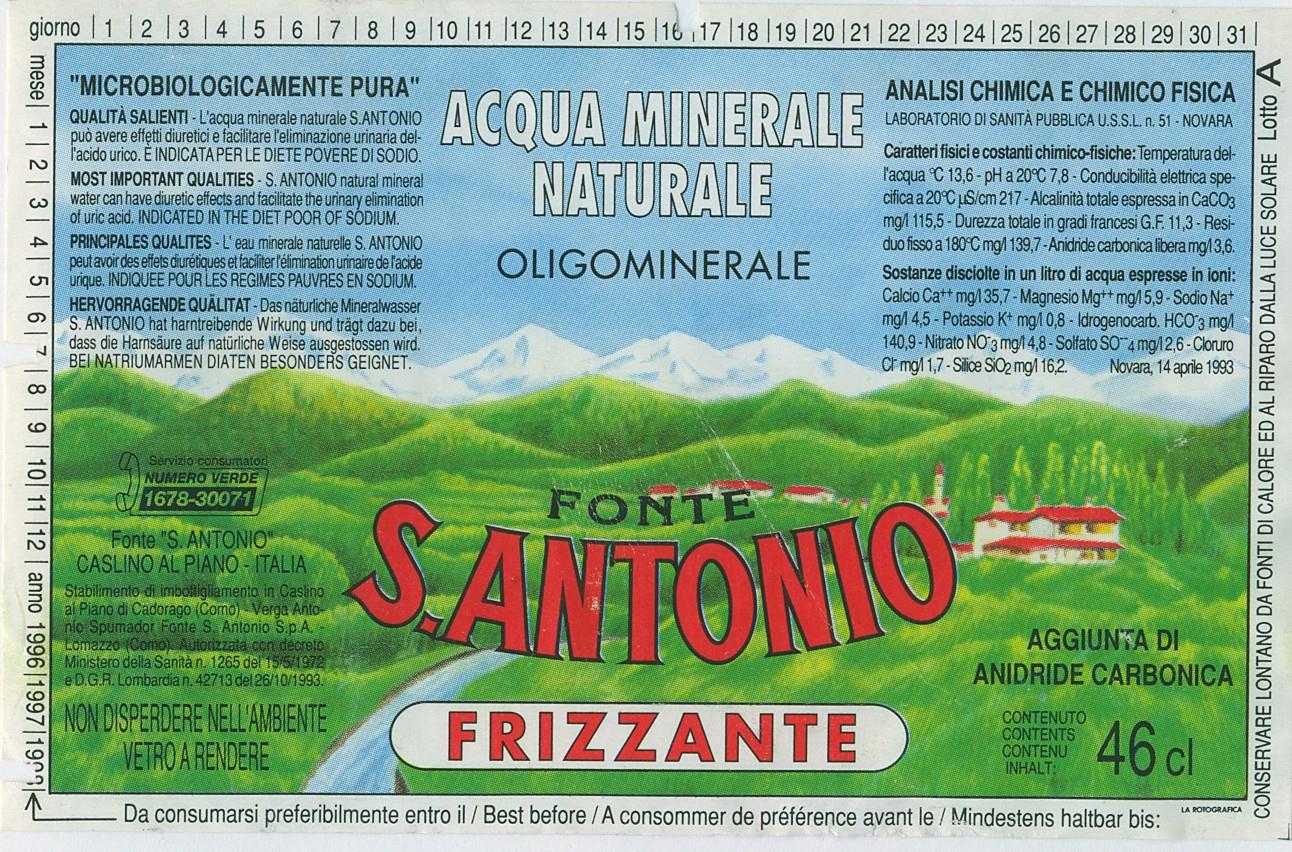 giorno | 1 | 2 | 3 | 4 | 5 | 6 | 7 | 8 | 9 |10|11|12|13|14|15|16|17|18|19|20|21|22|23|24|25|26|27|28|29|30|31|
mese| 1 | 2 | 3 | 4 | 5 | 6 | 7 | 8 | 9 |10|11|12| anno 1996|1997|1998
"MICROBIOLOGICAMENTE PURA"
QUALITÀ SALIENTI - L'acqua minerale naturale S.ANTONIO
può avere effetti diuretici e facilitare l'eliminazione urinaria del-
l'acido urico. È INDICATA PER LE DIETE POVERE DI SODIO.
MOST IMPORTANT QUALITIES - S. ANTONIO natural mineral
water can have diuretic effects and facilitate the urinary elimination
of uric acid. INDICATED IN THE DIET POOR OF SODIUM.
PRINCIPALES QUALITES - L' eau minerale naturelle S. ANTONIO
peut avoir des effets diurétiques et faciliter l'élimination urinaire de l'acide
urique. INDIQUEE POUR LES REGIMES PAUVRES EN SODIUM.
HERVORRAGENDE QUÄLITAT - Das nätürliche Mineralwasser
S. ANTONIO hat harntreibende Wirkung und trägt dazu bei,
dass die Harnsäure auf natürliche Weise ausgestossen wird.
BEI NATRIUMARMEN DIATEN BESONDERS GEIGNET.
ACQUA MINERALE
NATURALE
OLIGOMINERALE
ANALISI CHIMICA E CHIMICO FISICA
LABORATORIO DI SANITÀ PUBBLICA U.S.S.L. n. 51 - NOVARA
Caratteri fisici e costanti chimico-fisiche: Temperatura del-
l'acqua °C 13,6 - pH a 20°C 7,8 - Conducibilità elettrica spe-
cifica a 20°C µS/cm 217 - Alcalinità totale espressa in CaCO3
mg/l 115,5 - Durezza totale in gradi francesi G.F. 11,3 - Resi-
duo fisso a 180°C mg/l 139,7 - Anidride carbonica libera mg/l 3,6.
Sostanze disciolte in un litro di acqua espresse in ioni:
Calcio Ca++ mg/l 35,7 - Magnesio Mg++ mg/l 5,9 - Sodio Na+
mg/l 4,5 - Potassio K+ mg/l 0,8 - Idrogenocarb. HCO-3 mg/l
140,9 - Nitrato NO-3 mg/l 4,8 - Solfato SO--4 mg/l 2,6 - Cloruro
Cl- mg/l 1,7 - Silice SiO2 mg/l 16,2. Novara, 14 aprile 1993
Servizio consumatori
NUMERO VERDE
1678-30071
Fonte "S. ANTONIO"
CASLINO AL PIANO - ITALIA
Stabilimento di imbottigliamento in Caslino
al Piano di Cadorago (Como) - Verga Anto-
nio Spumador Fonte S. Antonio S.p.A. -
Lomazzo (Como). Autorizzata con decreto
Ministero della Sanità n. 1265 del 15/5/1972
e D.G.R. Lombardia n. 42713 del 26/10/1993.
NON DISPERDERE NELL'AMBIENTE
VETRO A RENDERE
FONTE
S.ANTONIO
FRIZZANTE
AGGIUNTA DI
ANIDRIDE CARBONICA
CONTENUTO
CONTENTS
CONTENU
INHALT:
46 cl
CONSERVARE LONTANO DA FONTI DI CALORE ED AL RIPARO DALLA LUCE SOLARE Lotto A
LA ROTOGRAFICA
Da consumarsi preferibilmente entro il / Best before / A consommer de préférence avant le / Mindestens haltbar bis: